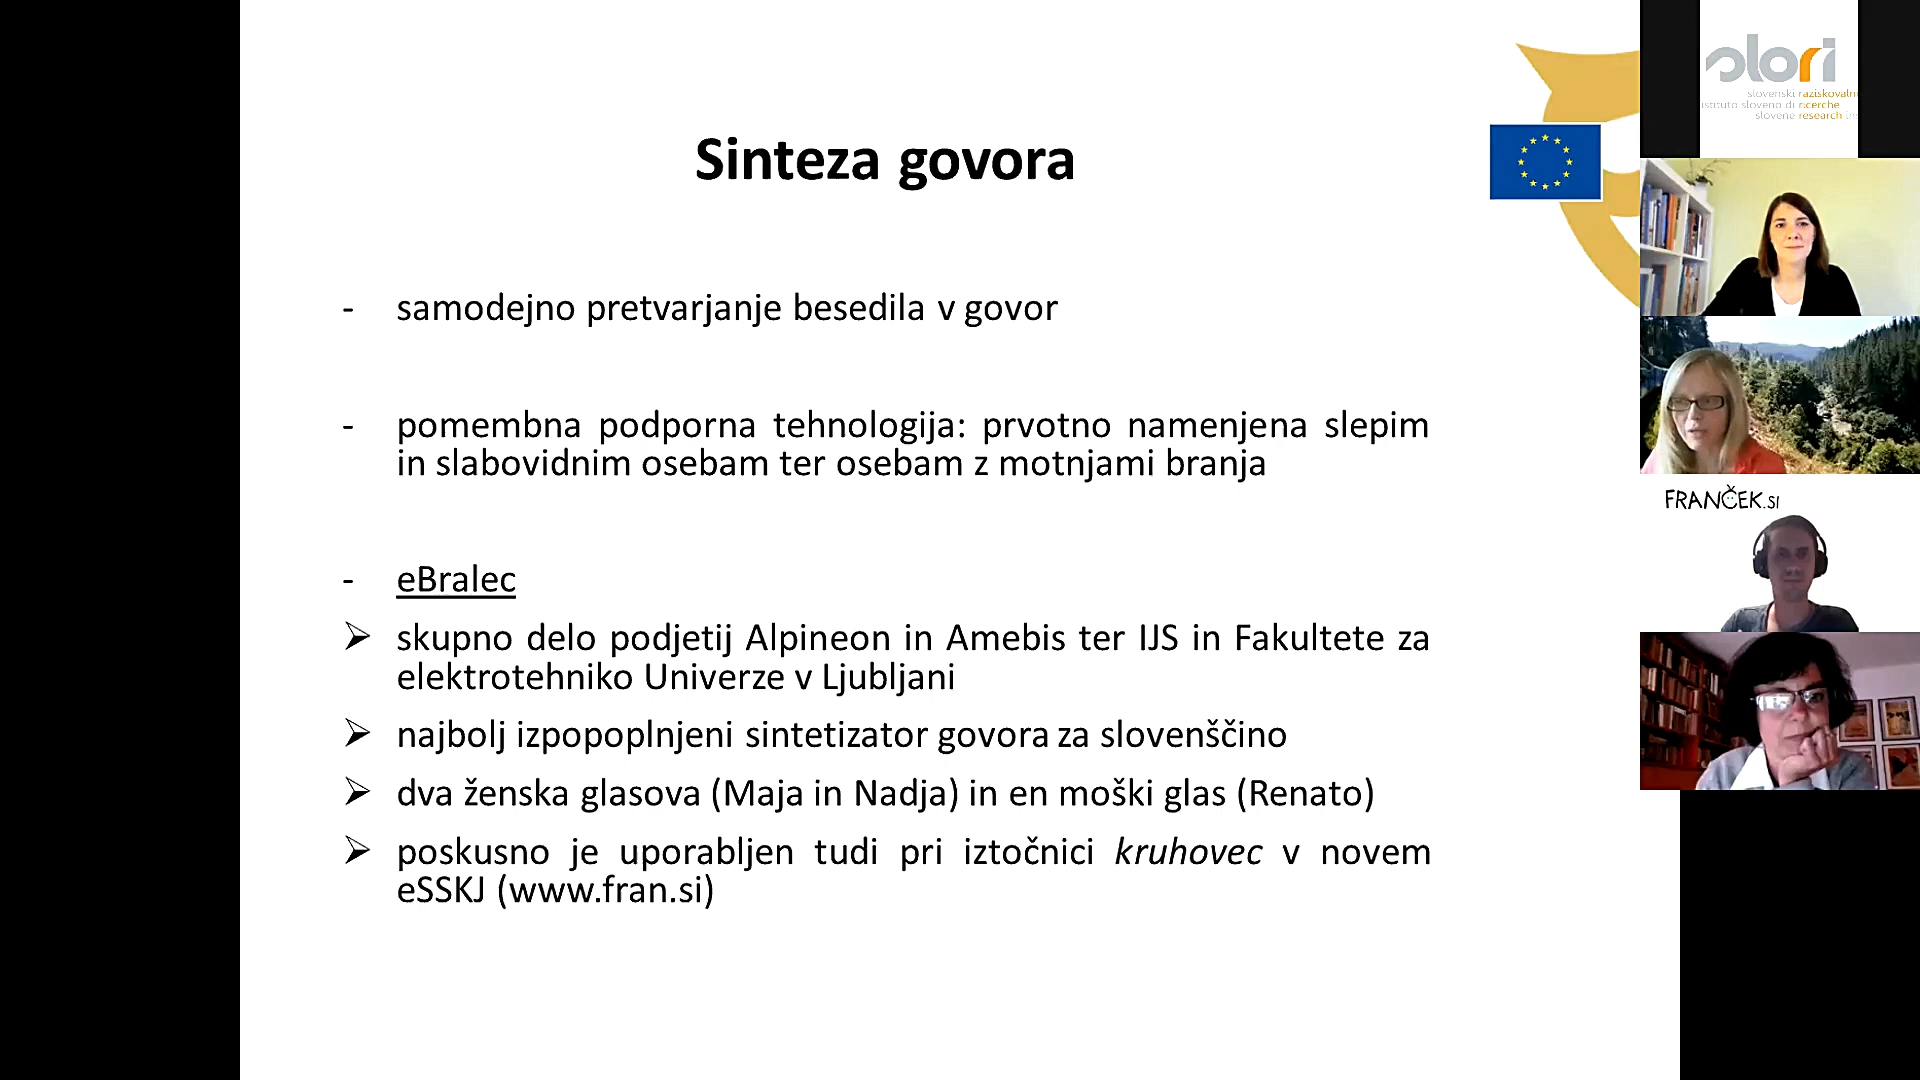 Sinteza govora
- samodejno pretvarjanje besedila v govor
- pomembna podporna tehnologija: prvotno namenjena slepim
in slabovidnim osebam ter osebam z motnjami branja
- eBralec
➢ skupno delo podjetij Alpineon in Amebis ter IJS in Fakultete za
elektrotehniko Univerze v Ljubljani
➢ najbolj izpopoplnjeni sintetizator govora za slovenščino
➢ dva ženska glasova (Maja in Nadja) in en moški glas (Renato)
➢ poskusno je uporabljen tudi pri iztočnici kruhovec v novem
eSSKJ (www.fran.si)
slori
slovenski raziskovaln
istituto sloveno di ricerche
slovene research in
FRANČEK.SI